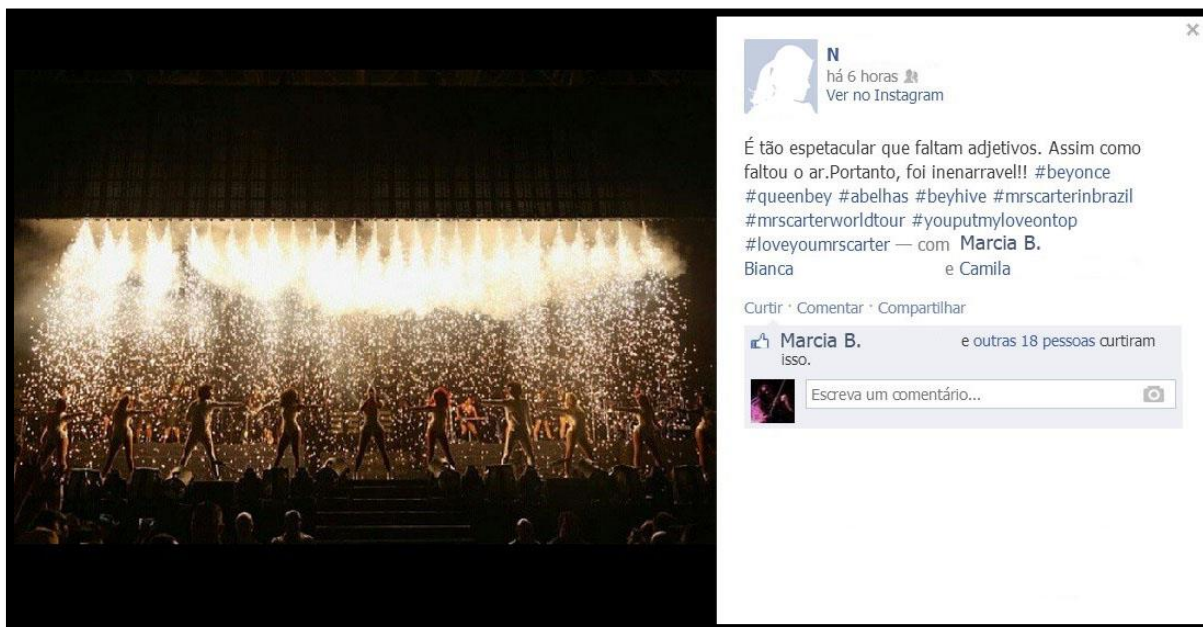 N
há 6 horas
Ver no Instagram
É tão espetacular que faltam adjetivos. Assim como
faltou o ar.Portanto, foi inenarravel!! #beyonce
#queenbey #abelhas #beyhive #mrscarterinbrazil
#mrscarterworldtour #youputmyloveontop
#loveyoumrscarter — com Marcia B.
Bianca e Camila
Curtir · Comentar · Compartilhar
Marcia B. e outras 18 pessoas curtiram
isso.
Escreva um comentário...